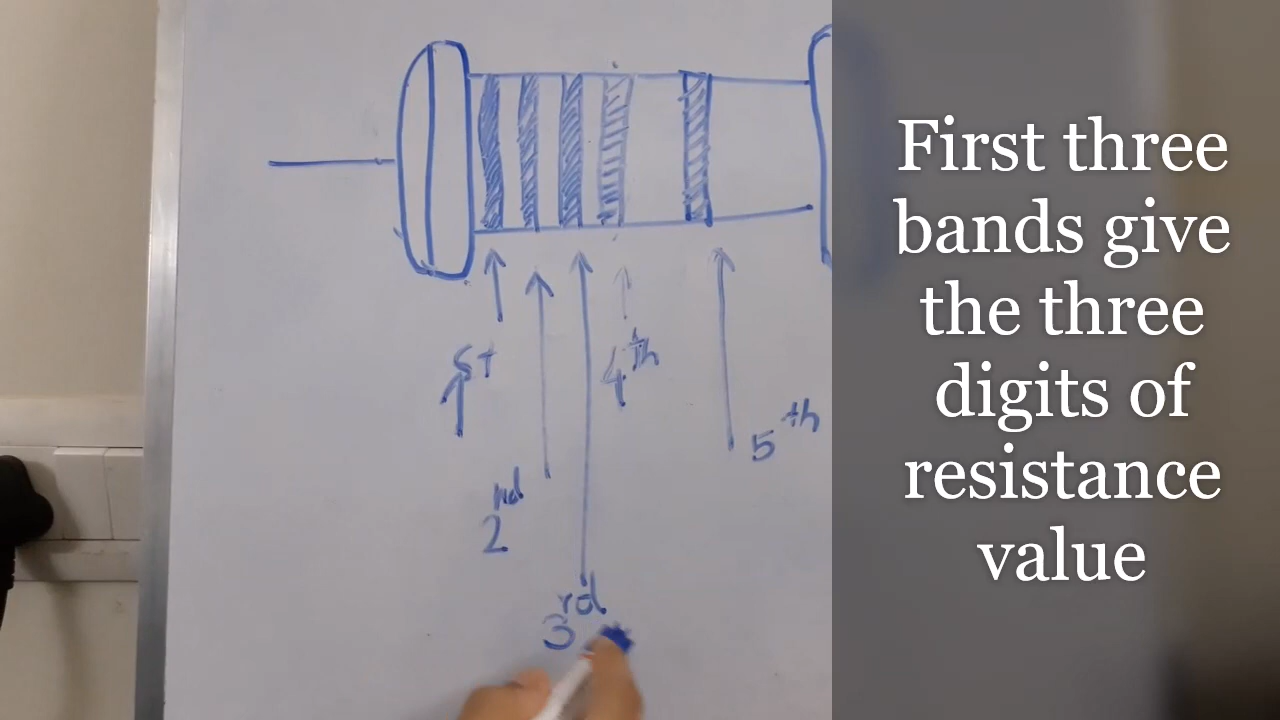 1st
2nd
3rd
4th
5th
First three
bands give
the three
digits of
resistance
value